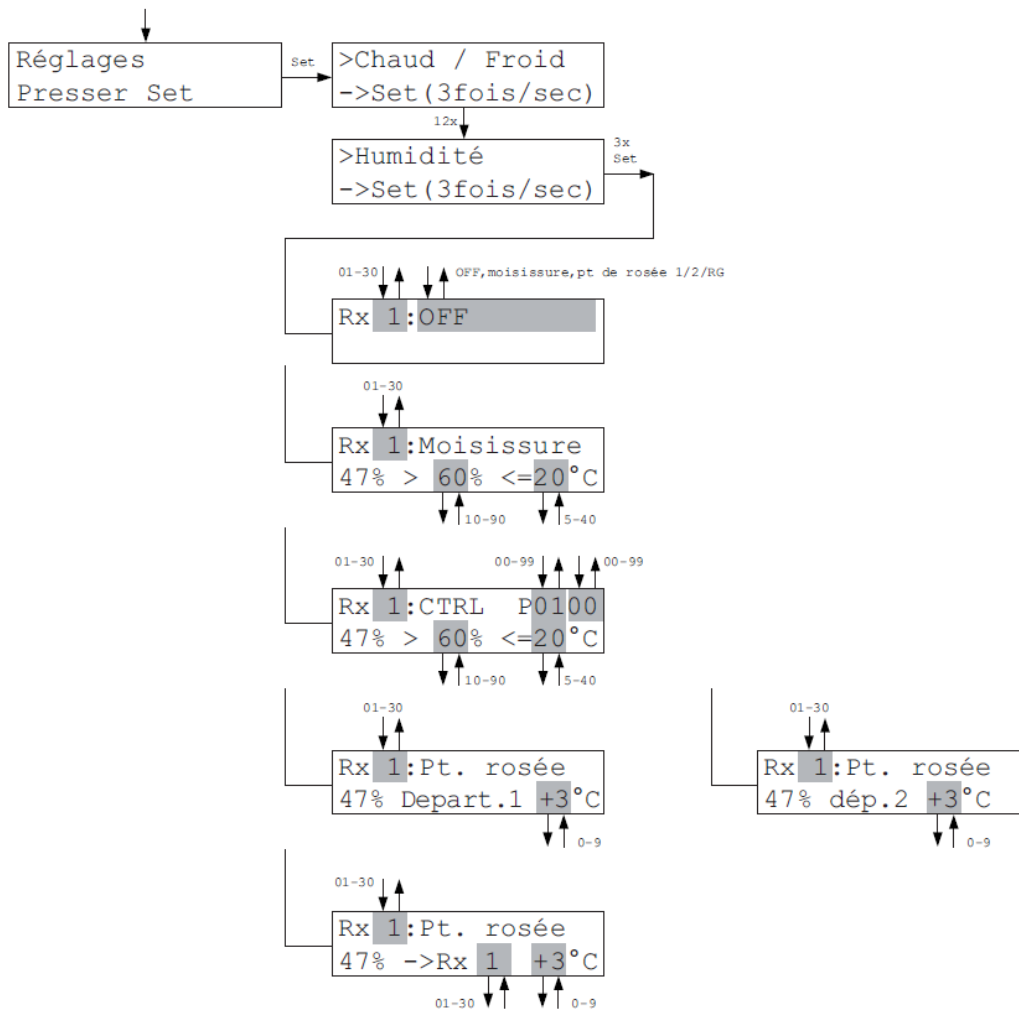 Réglages
Presser Set
Set
>Chaud / Froid
->Set(3fois/sec)
12x
>Humidité
->Set(3fois/sec)
3x
Set
01-30
OFF,moisissure,pt de rosée 1/2/RG
Rx 1:OFF
01-30
Rx 1:Moisissure
47% > 60% <=20°C
10-90
5-40
01-30
00-99
00-99
Rx 1:CTRL P0100
47% > 60% <=20°C
10-90
5-40
01-30
Rx 1:Pt. rosée
47% Depart.1 +3°C
0-9
01-30
Rx 1:Pt. rosée
47% dép.2 +3°C
0-9
01-30
Rx 1:Pt. rosée
47% ->Rx 1 +3°C
01-30
0-9